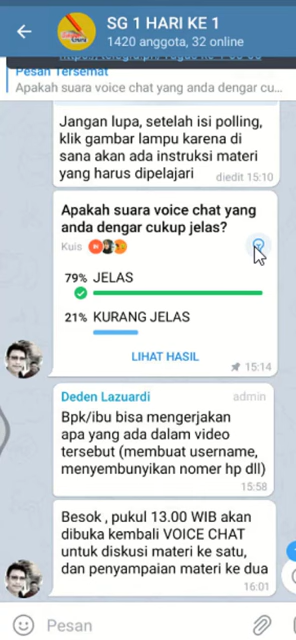 SG 1 HARI KE 1
1420 anggota, 32 online
Pesan Tersemat
Apakah suara voice chat yang anda dengar cu...
Jangan lupa, setelah isi polling,
klik gambar lampu karena di
sana akan ada instruksi materi
yang harus dipelajari diedit 15:10
Apakah suara voice chat yang
anda dengar cukup jelas?
Kuis
79% JELAS
21% KURANG JELAS
LIHAT HASIL
15:14
Deden Lazuardi admin
Bpk/ibu bisa mengerjakan
apa yang ada dalam video
tersebut (membuat username,
menyembunyikan nomer hp dll)
15:58
Besok , pukul 13.00 WIB akan
dibuka kembali VOICE CHAT
untuk diskusi materi ke satu,
dan penyampaian materi ke dua
16:01
Pesan